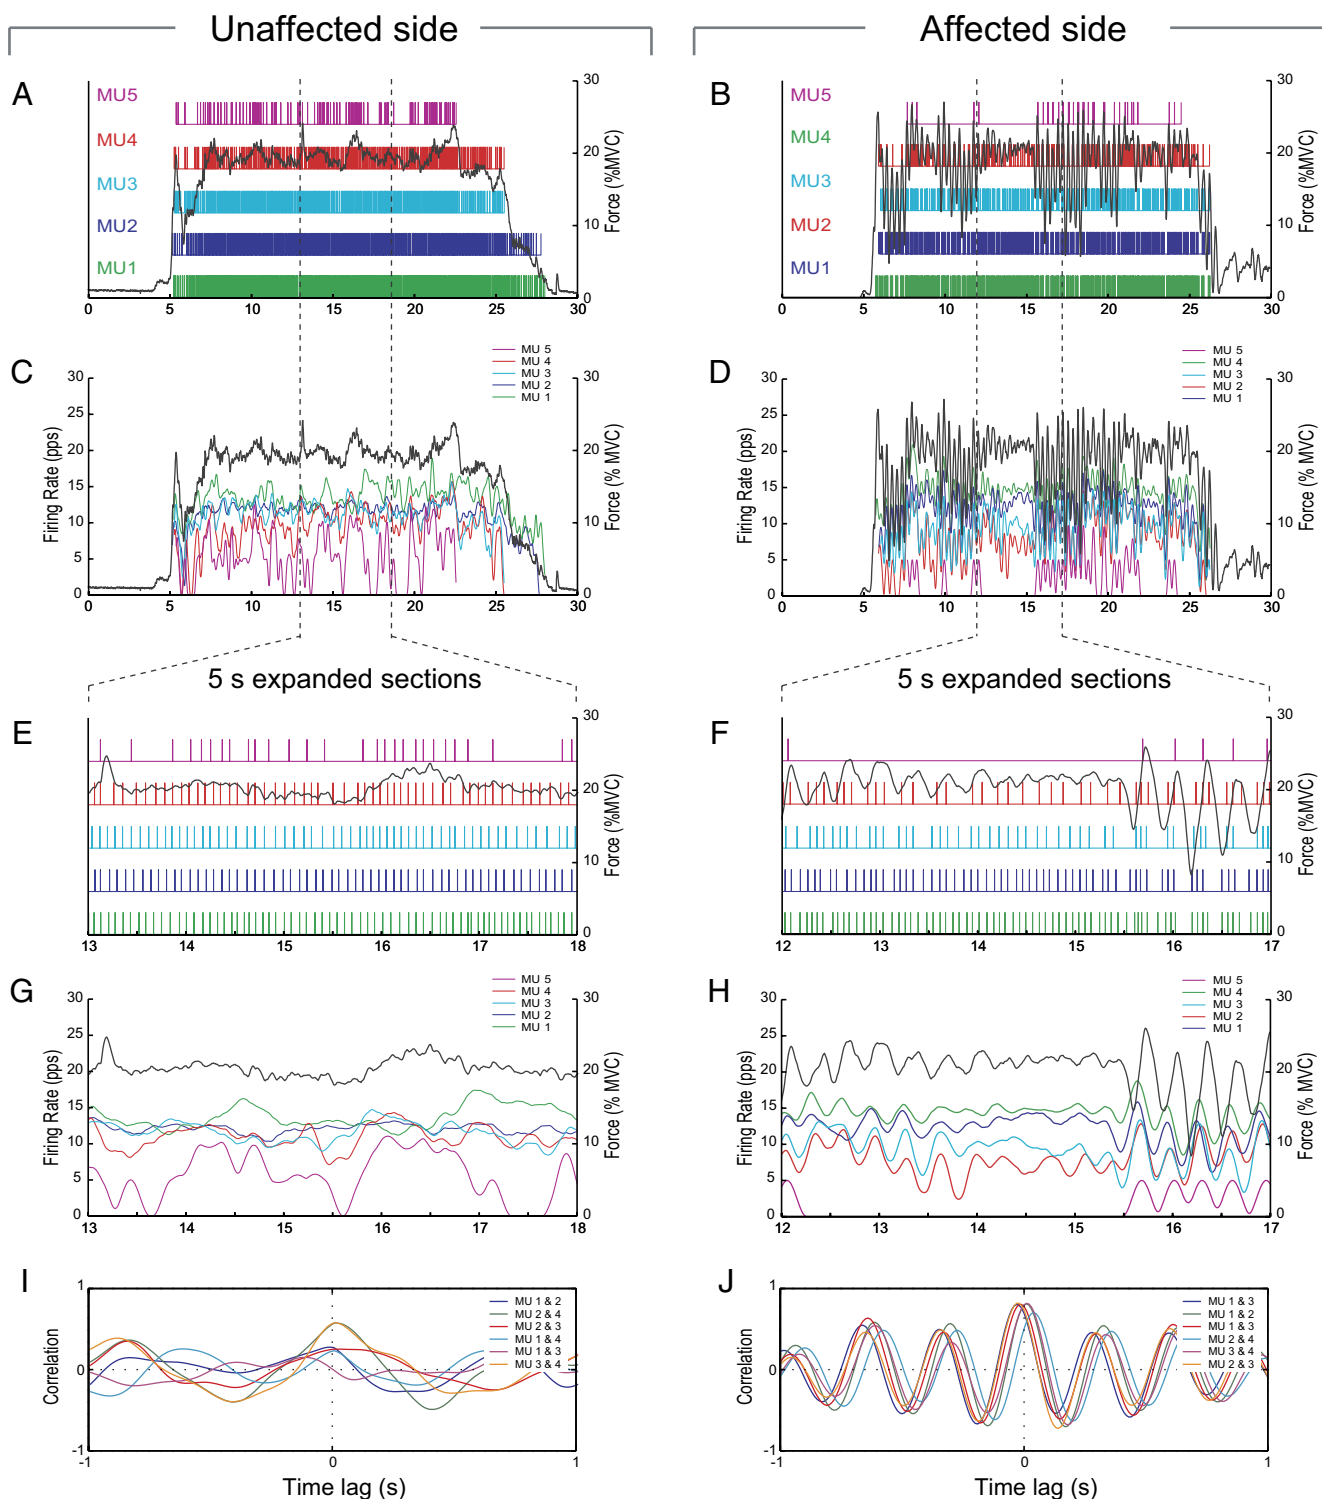 Unaffected side
Affected side
A
MU5
MU4
MU3
MU2
MU1
30
20
10
0
Force (%MVC)
0 5 10 15 20 25 30
B
MU5
MU4
MU3
MU2
MU1
30
20
10
0
Force (%MVC)
0 5 10 15 20 25 30
C
MU 5
MU 4
MU 3
MU 2
MU 1
Firing Rate (pps)
30
25
20
15
10
5
0
30
20
10
0
Force (% MVC)
0 5 10 15 20 25 30
D
MU 5
MU 4
MU 3
MU 2
MU 1
Firing Rate (pps)
30
25
20
15
10
5
0
30
20
10
0
Force (% MVC)
0 5 10 15 20 25 30
5 s expanded sections
5 s expanded sections
E
30
20
10
0
Force (%MVC)
13 14 15 16 17 18
F
30
20
10
0
Force (%MVC)
12 13 14 15 16 17
G
MU 5
MU 4
MU 3
MU 2
MU 1
Firing Rate (pps)
30
25
20
15
10
5
0
30
20
10
0
Force (% MVC)
13 14 15 16 17 18
H
MU 5
MU 4
MU 3
MU 2
MU 1
Firing Rate (pps)
30
25
20
15
10
5
0
30
20
10
0
Force (% MVC)
12 13 14 15 16 17
I
MU 1 & 2
MU 2 & 4
MU 2 & 3
MU 1 & 4
MU 1 & 3
MU 3 & 4
Correlation
1
0
-1
-1 0 1
Time lag (s)
J
MU 1 & 3
MU 1 & 2
MU 1 & 3
MU 2 & 4
MU 3 & 4
MU 2 & 3
Correlation
1
0
-1
-1 0 1
Time lag (s)